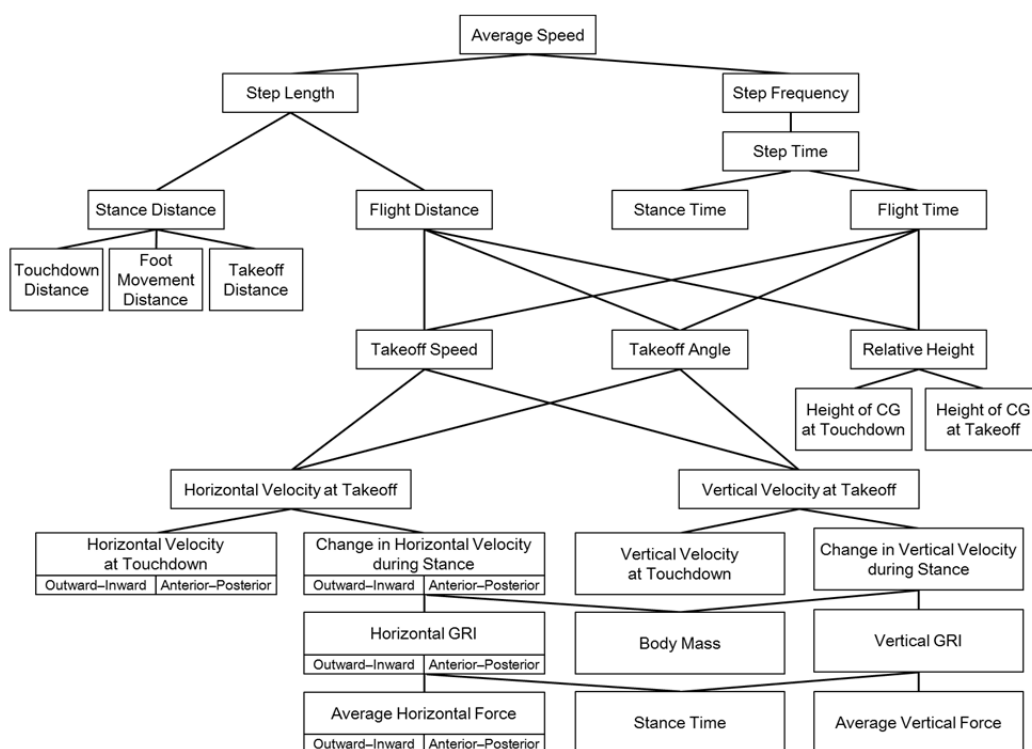 Average Speed
Step Length
Step Frequency
Step Time
Stance Distance
Flight Distance
Stance Time
Flight Time
Touchdown
Distance
Foot
Movement
Distance
Takeoff
Distance
Takeoff Speed
Takeoff Angle
Relative Height
Height of CG
at Touchdown
Height of CG
at Takeoff
Horizontal Velocity at Takeoff
Vertical Velocity at Takeoff
Horizontal Velocity
at Touchdown
Outward–Inward
Anterior–Posterior
Change in Horizontal Velocity
during Stance
Outward–Inward
Anterior–Posterior
Vertical Velocity
at Touchdown
Change in Vertical Velocity
during Stance
Horizontal GRI
Outward–Inward
Anterior–Posterior
Body Mass
Vertical GRI
Average Horizontal Force
Outward–Inward
Anterior–Posterior
Stance Time
Average Vertical Force